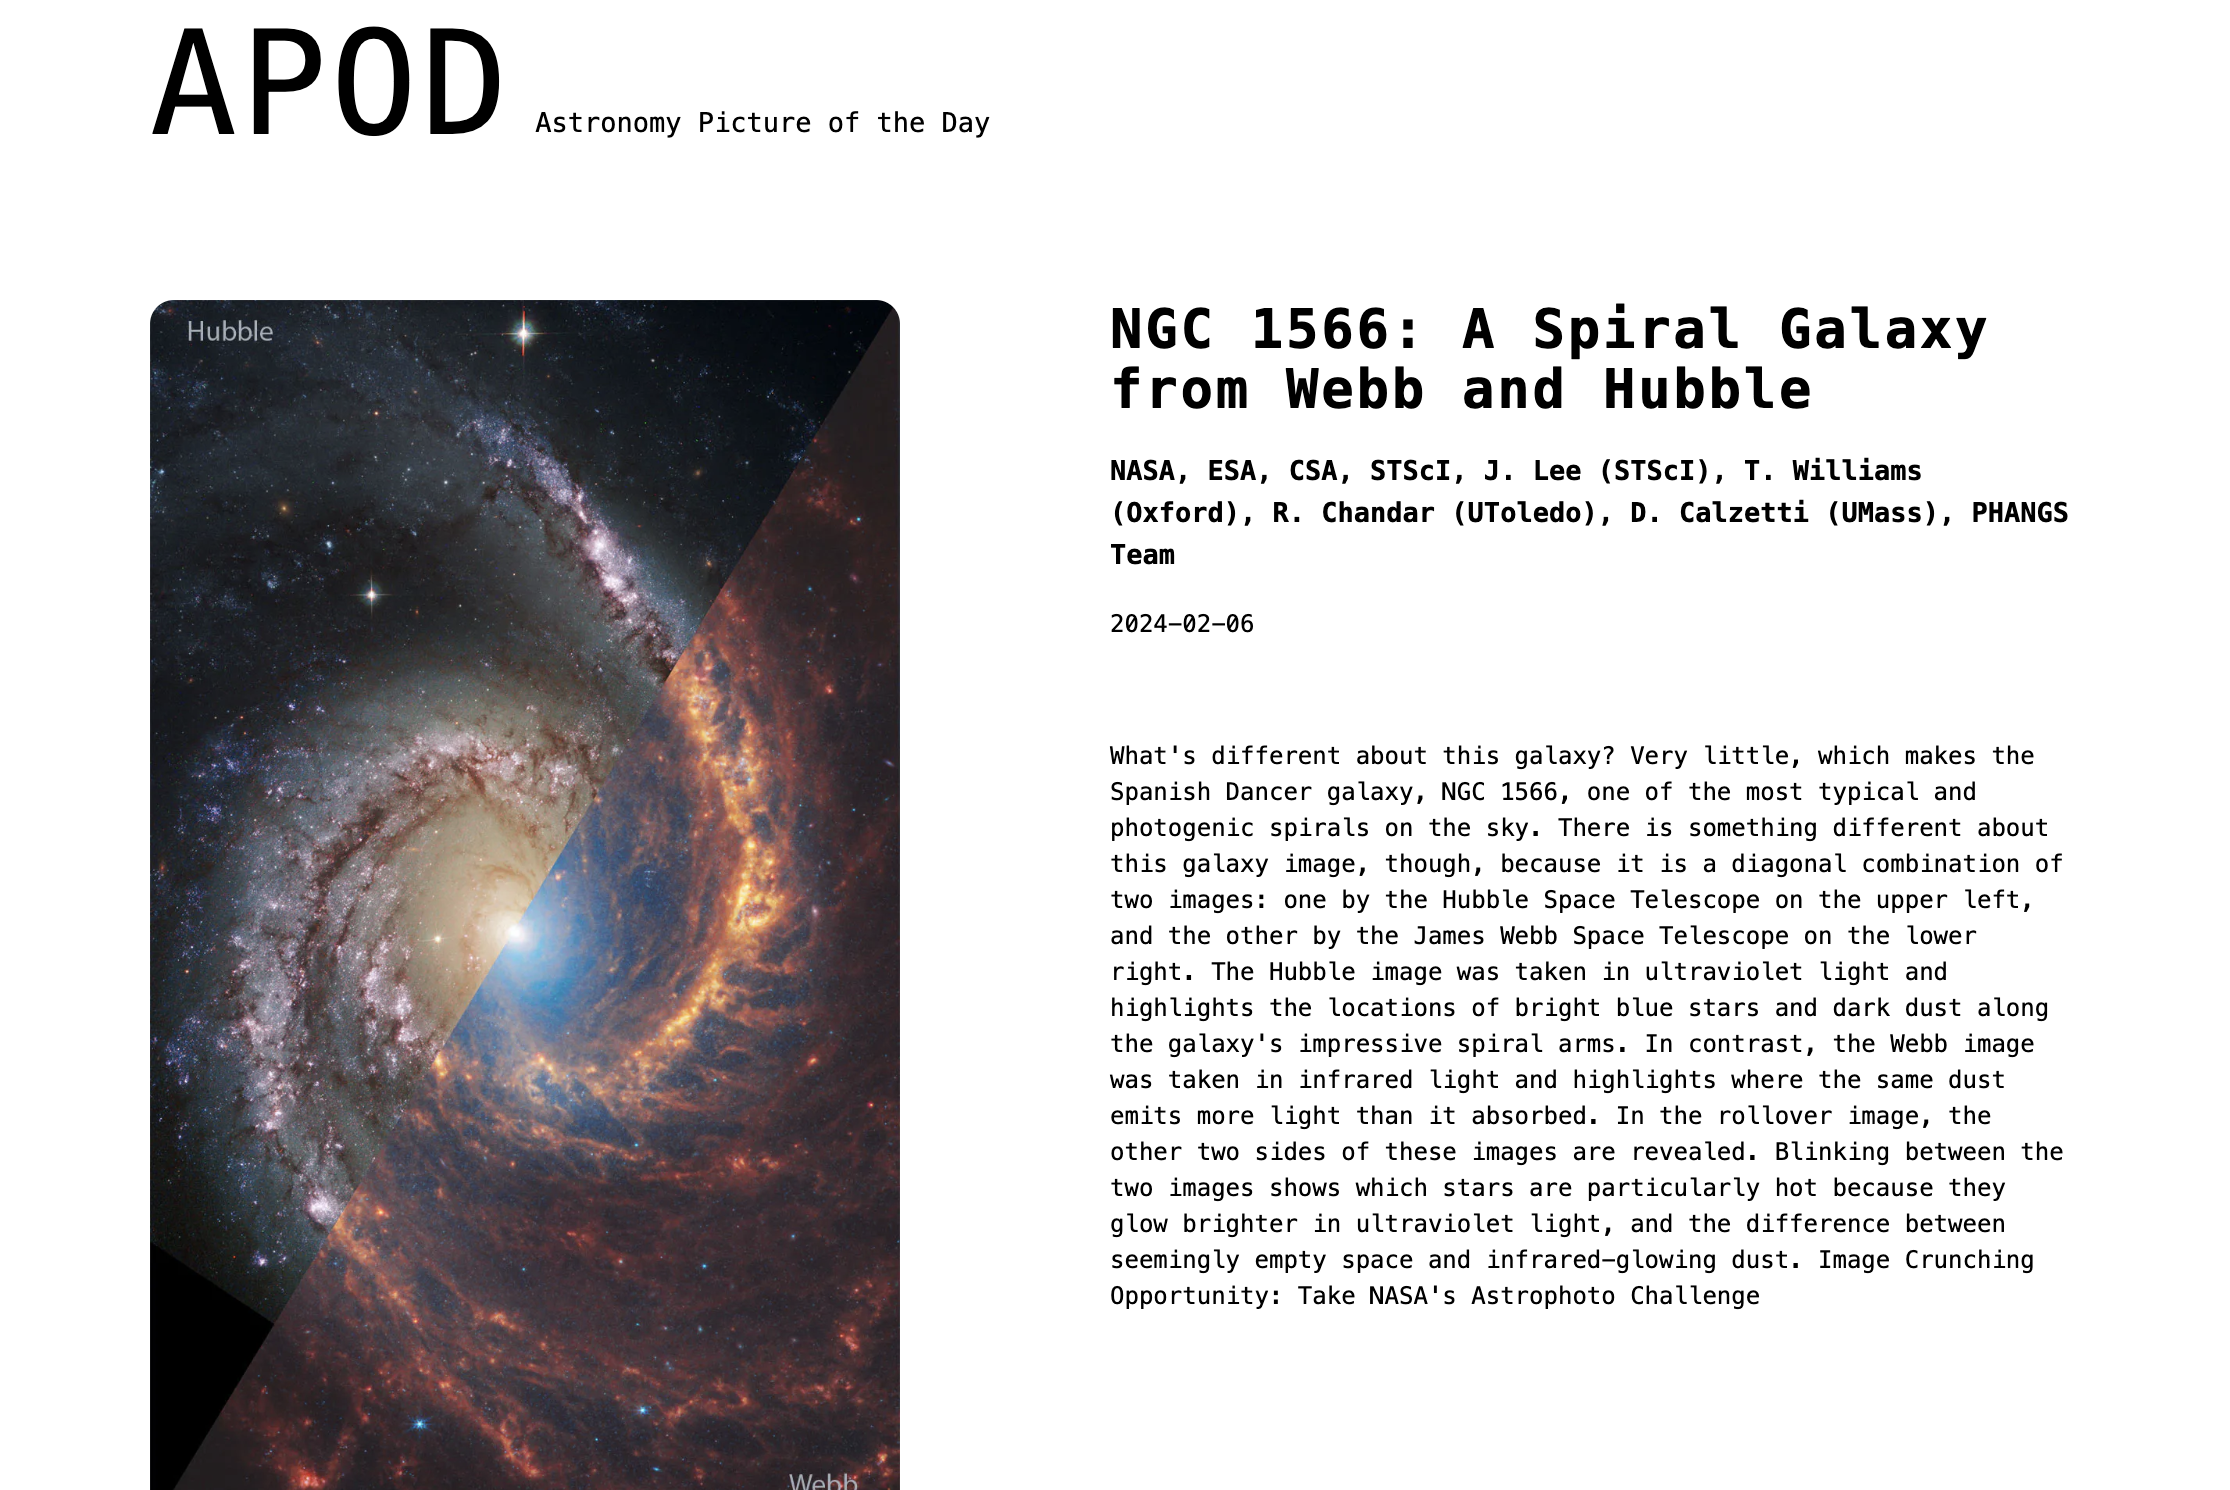 APOD Astronomy Picture of the Day
Hubble
NGC 1566: A Spiral Galaxy
from Webb and Hubble
NASA, ESA, CSA, STScI, J. Lee (STScI), T. Williams
(Oxford), R. Chandar (UToledo), D. Calzetti (UMass), PHANGS
Team
2024-02-06
What's different about this galaxy? Very little, which makes the
Spanish Dancer galaxy, NGC 1566, one of the most typical and
photogenic spirals on the sky. There is something different about
this galaxy image, though, because it is a diagonal combination of
two images: one by the Hubble Space Telescope on the upper left,
and the other by the James Webb Space Telescope on the lower
right. The Hubble image was taken in ultraviolet light and
highlights the locations of bright blue stars and dark dust along
the galaxy's impressive spiral arms. In contrast, the Webb image
was taken in infrared light and highlights where the same dust
emits more light than it absorbed. In the rollover image, the
other two sides of these images are revealed. Blinking between the
two images shows which stars are particularly hot because they
glow brighter in ultraviolet light, and the difference between
seemingly empty space and infrared-glowing dust. Image Crunching
Opportunity: Take NASA's Astrophoto Challenge
Webb